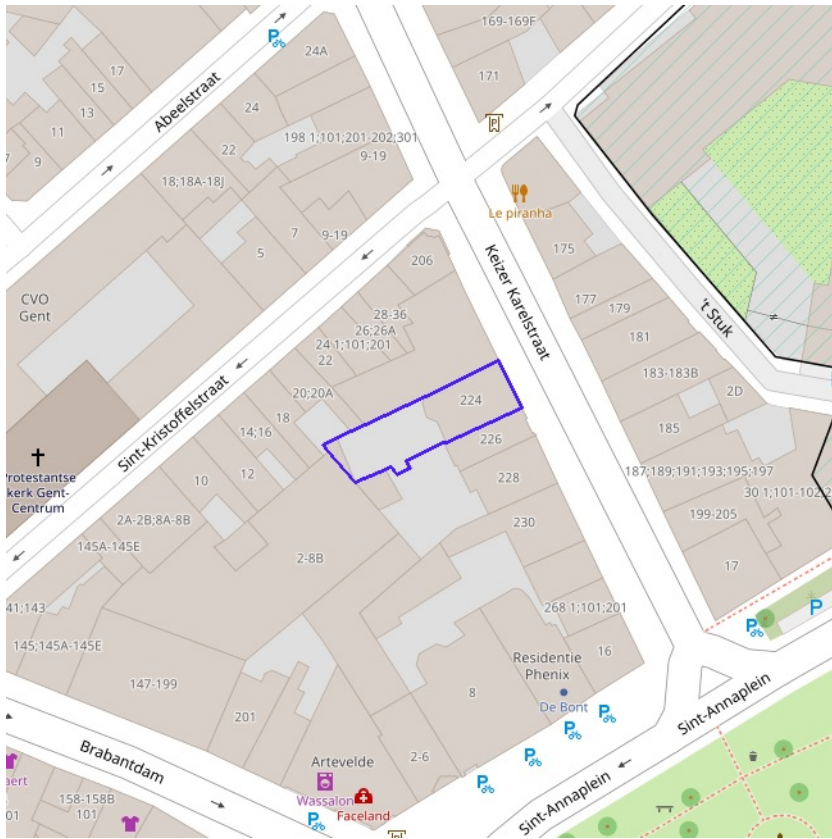 169-169F
24A
171
17
15
13
11
9
Abeelstraat
24
22
198 1;101;201-202;301
9-19
18;18A-18J
Le piranha
7
9-19
5
175
206
Keizer Karelstraat
CVO
Gent
177
179
't Stuk
28-36
26;26A
24 1;101;201
22
181
183-183B
2D
20;20A
224
Sint-Kristoffelstraat
18
14;16
226
185
12
10
228
Protestantse
kerk Gent-
Centrum
187;189;191;193;195;197
30 1;101-102;2
2A-2B;8A-8B
199-205
230
145A-145E
2-8B
17
41;143
268 1;101;201
P
145;145A-145E
16
Residentie
Phenix
147-199
8
De Bont
Sint-Annaplein
201
Brabantdam
Artevelde
2-6
Wassalon
Faceland
Sint-Annaplein
158-158B
101
aert
01